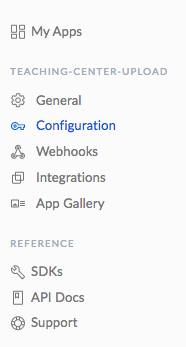 My Apps
TEACHING-CENTER-UPLOAD
General
Configuration
Webhooks
Integrations
App Gallery
REFERENCE
SDKs
API Docs
Support